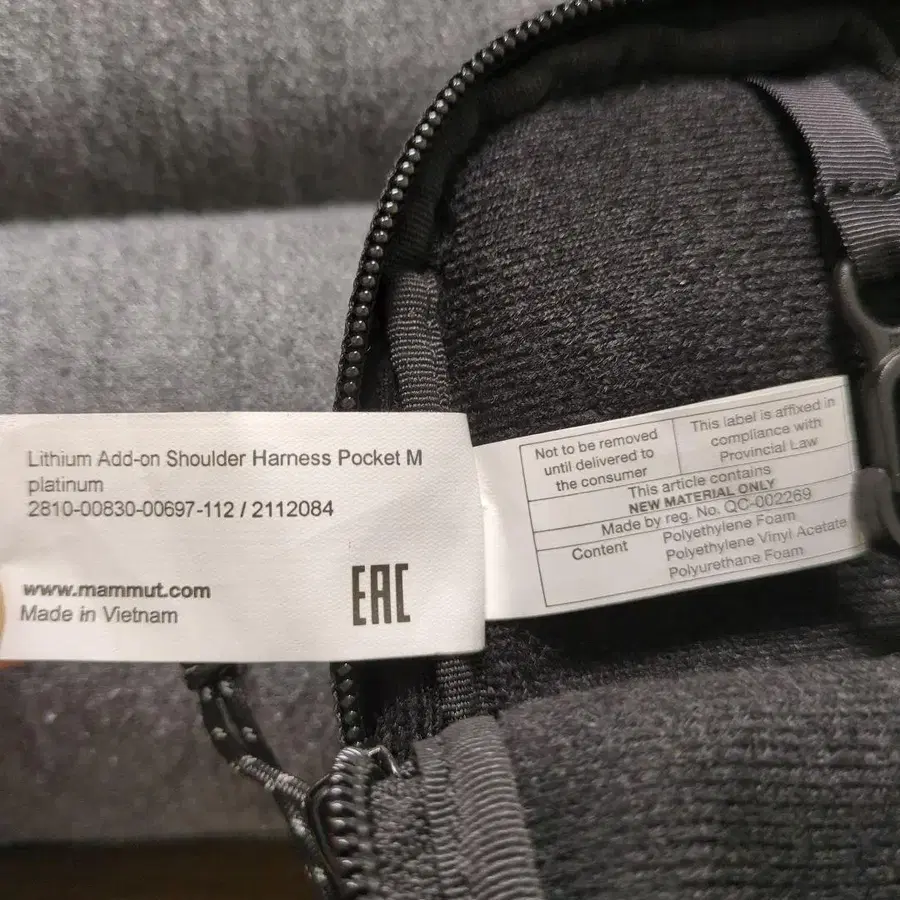 Lithium Add-on Shoulder Harness Pocket M
platinum
2810-00830-00697-112 / 2112084
www.mammut.com
Made in Vietnam
EAC
Not to be removed
until delivered to
the consumer
This label is affixed in
compliance with
Provincial Law
This article contains
NEW MATERIAL ONLY
Made by reg. No. QC-002269
Content
Polyethylene Foam
Polyethylene Vinyl Acetate
Polyurethane Foam